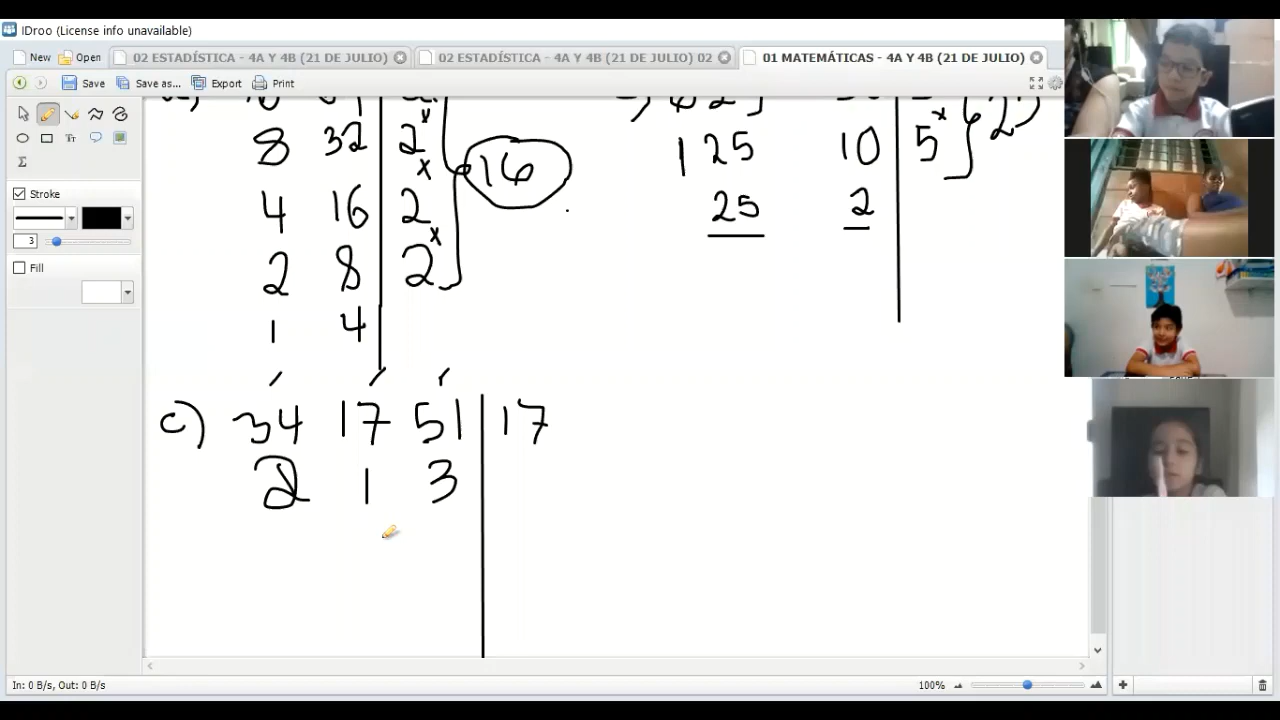 IDroo (License info unavailable)
New Open 02 ESTADÍSTICA - 4A Y 4B (21 DE JULIO) 02 ESTADÍSTICA - 4A Y 4B (21 DE JULIO) 02 01 MATEMÁTICAS - 4A Y 4B (21 DE JULIO)
Save Save as... Export Print
8 32 2 x
4 16 2 x
2 8 2
1 4
16
125 10 5 x
25 2
c) 34 17 51 17
2 1 3
Tr
Σ
Stroke
3
Fill
In: 0 B/s, Out: 0 B/s 100%